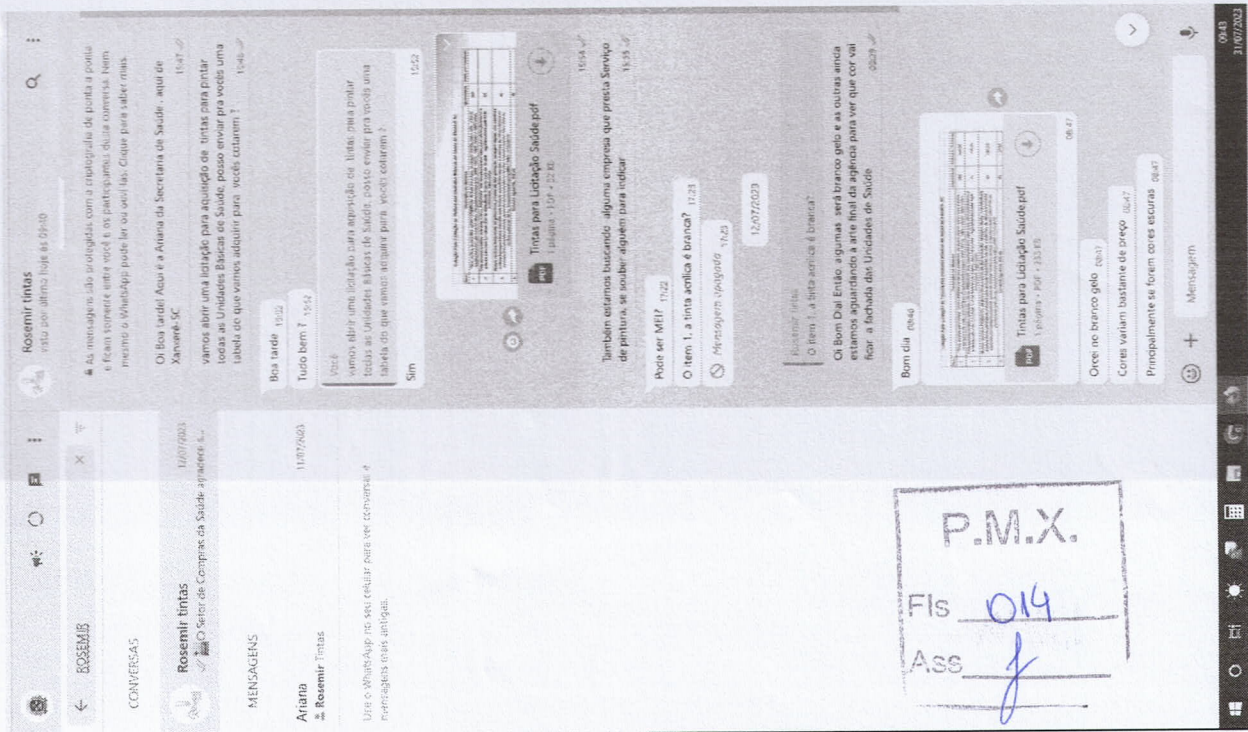 ROSEMIR
CONVERSAS
Rosemir tintas
12/07/2023
O Setor de Compras da Saúde agradece s...
MENSAGENS
Ariana
11/07/2023
Rosemir Tintas
Use o WhatsApp no seu celular para ver conversas e
mensagens mais antigas.
Rosemir tintas
visto por último hoje às 09:40
As mensagens são protegidas com a criptografia de ponta a ponta
e ficam somente entre você e os participantes desta conversa. Nem
mesmo o WhatsApp pode ler ou ouvi-las. Clique para saber mais.
Oi Boa tarde! Aqui é a Ariana da Secretaria de Saúde . aqui de
Xanxerê-SC
15:47
vamos abrir uma licitação para aquisição de tintas para pintar
todas as Unidades Básicas de Saúde, posso enviar pra vocês uma
tabela do que vamos adquirir para vocês cotarem ?
15:48
Boa tarde 15:52
Tudo bem ? 15:52
Você
vamos abrir uma licitação para aquisição de tintas para pintar
todas as Unidades Básicas de Saúde, posso enviar pra vocês uma
tabela do que vamos adquirir para vocês cotarem ?
Sim
15:52
Tintas para Licitação Saúde.pdf
PDF
15:54
Também estamos buscando alguma empresa que presta Serviço
de pintura, se souber alguém para indicar
15:55
Pode ser MEI? 17:22
O item 1, a tinta acrílica é branca? 17:23
Mensagem apagada 17:23
12/07/2023
Rosemir tintas
O item 1, a tinta acrílica é branca?
Oi Bom Dia! Então, algumas será branco gelo e as outras ainda
estamos aguardando a arte final da agência para ver que cor vai
ficar a fachada das Unidades de Saúde
08:29
Bom dia 08:46
Tintas para Licitação Saúde.pdf
PDF
08:47
Orcei no branco gelo 08:47
Cores variam bastante de preço 08:47
Principalmente se forem cores escuras 08:47
Mensagem
09:43
31/07/2023
P.M.X.
Fls 014
Ass